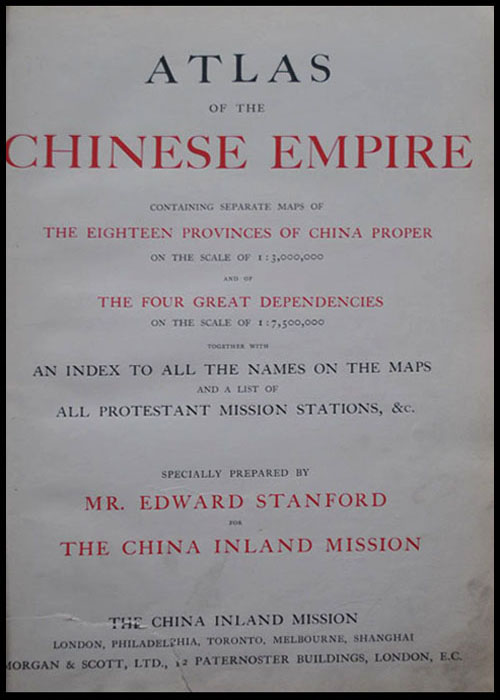 ATLAS
OF THE
CHINESE EMPIRE
CONTAINING SEPARATE MAPS OF
THE EIGHTEEN PROVINCES OF CHINA PROPER
ON THE SCALE OF 1:3,000,000
AND OF
THE FOUR GREAT DEPENDENCIES
ON THE SCALE OF 1:7,500,000
TOGETHER WITH
AN INDEX TO ALL THE NAMES ON THE MAPS
AND A LIST OF
ALL PROTESTANT MISSION STATIONS, &c.
SPECIALLY PREPARED BY
MR. EDWARD STANFORD
FOR
THE CHINA INLAND MISSION
THE CHINA INLAND MISSION
LONDON, PHILADELPHIA, TORONTO, MELBOURNE, SHANGHAI
MORGAN & SCOTT, LTD., 12 PATERNOSTER BUILDINGS, LONDON, E.C.